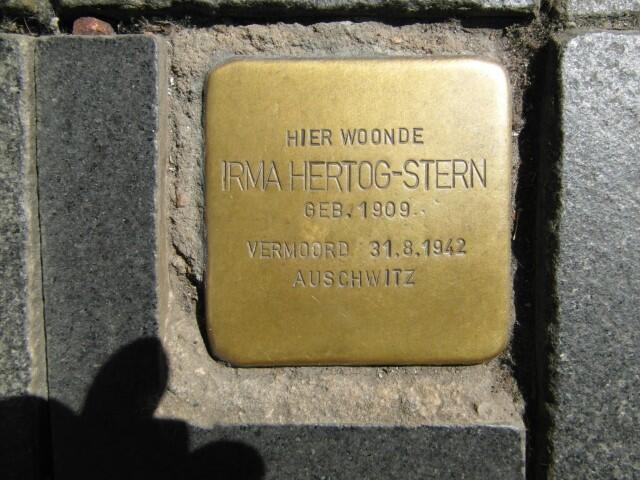 HIER WOONDE
IRMA HERTOG-STERN
GEB. 1909
VERMOORD 31.8.1942
AUSCHWITZ